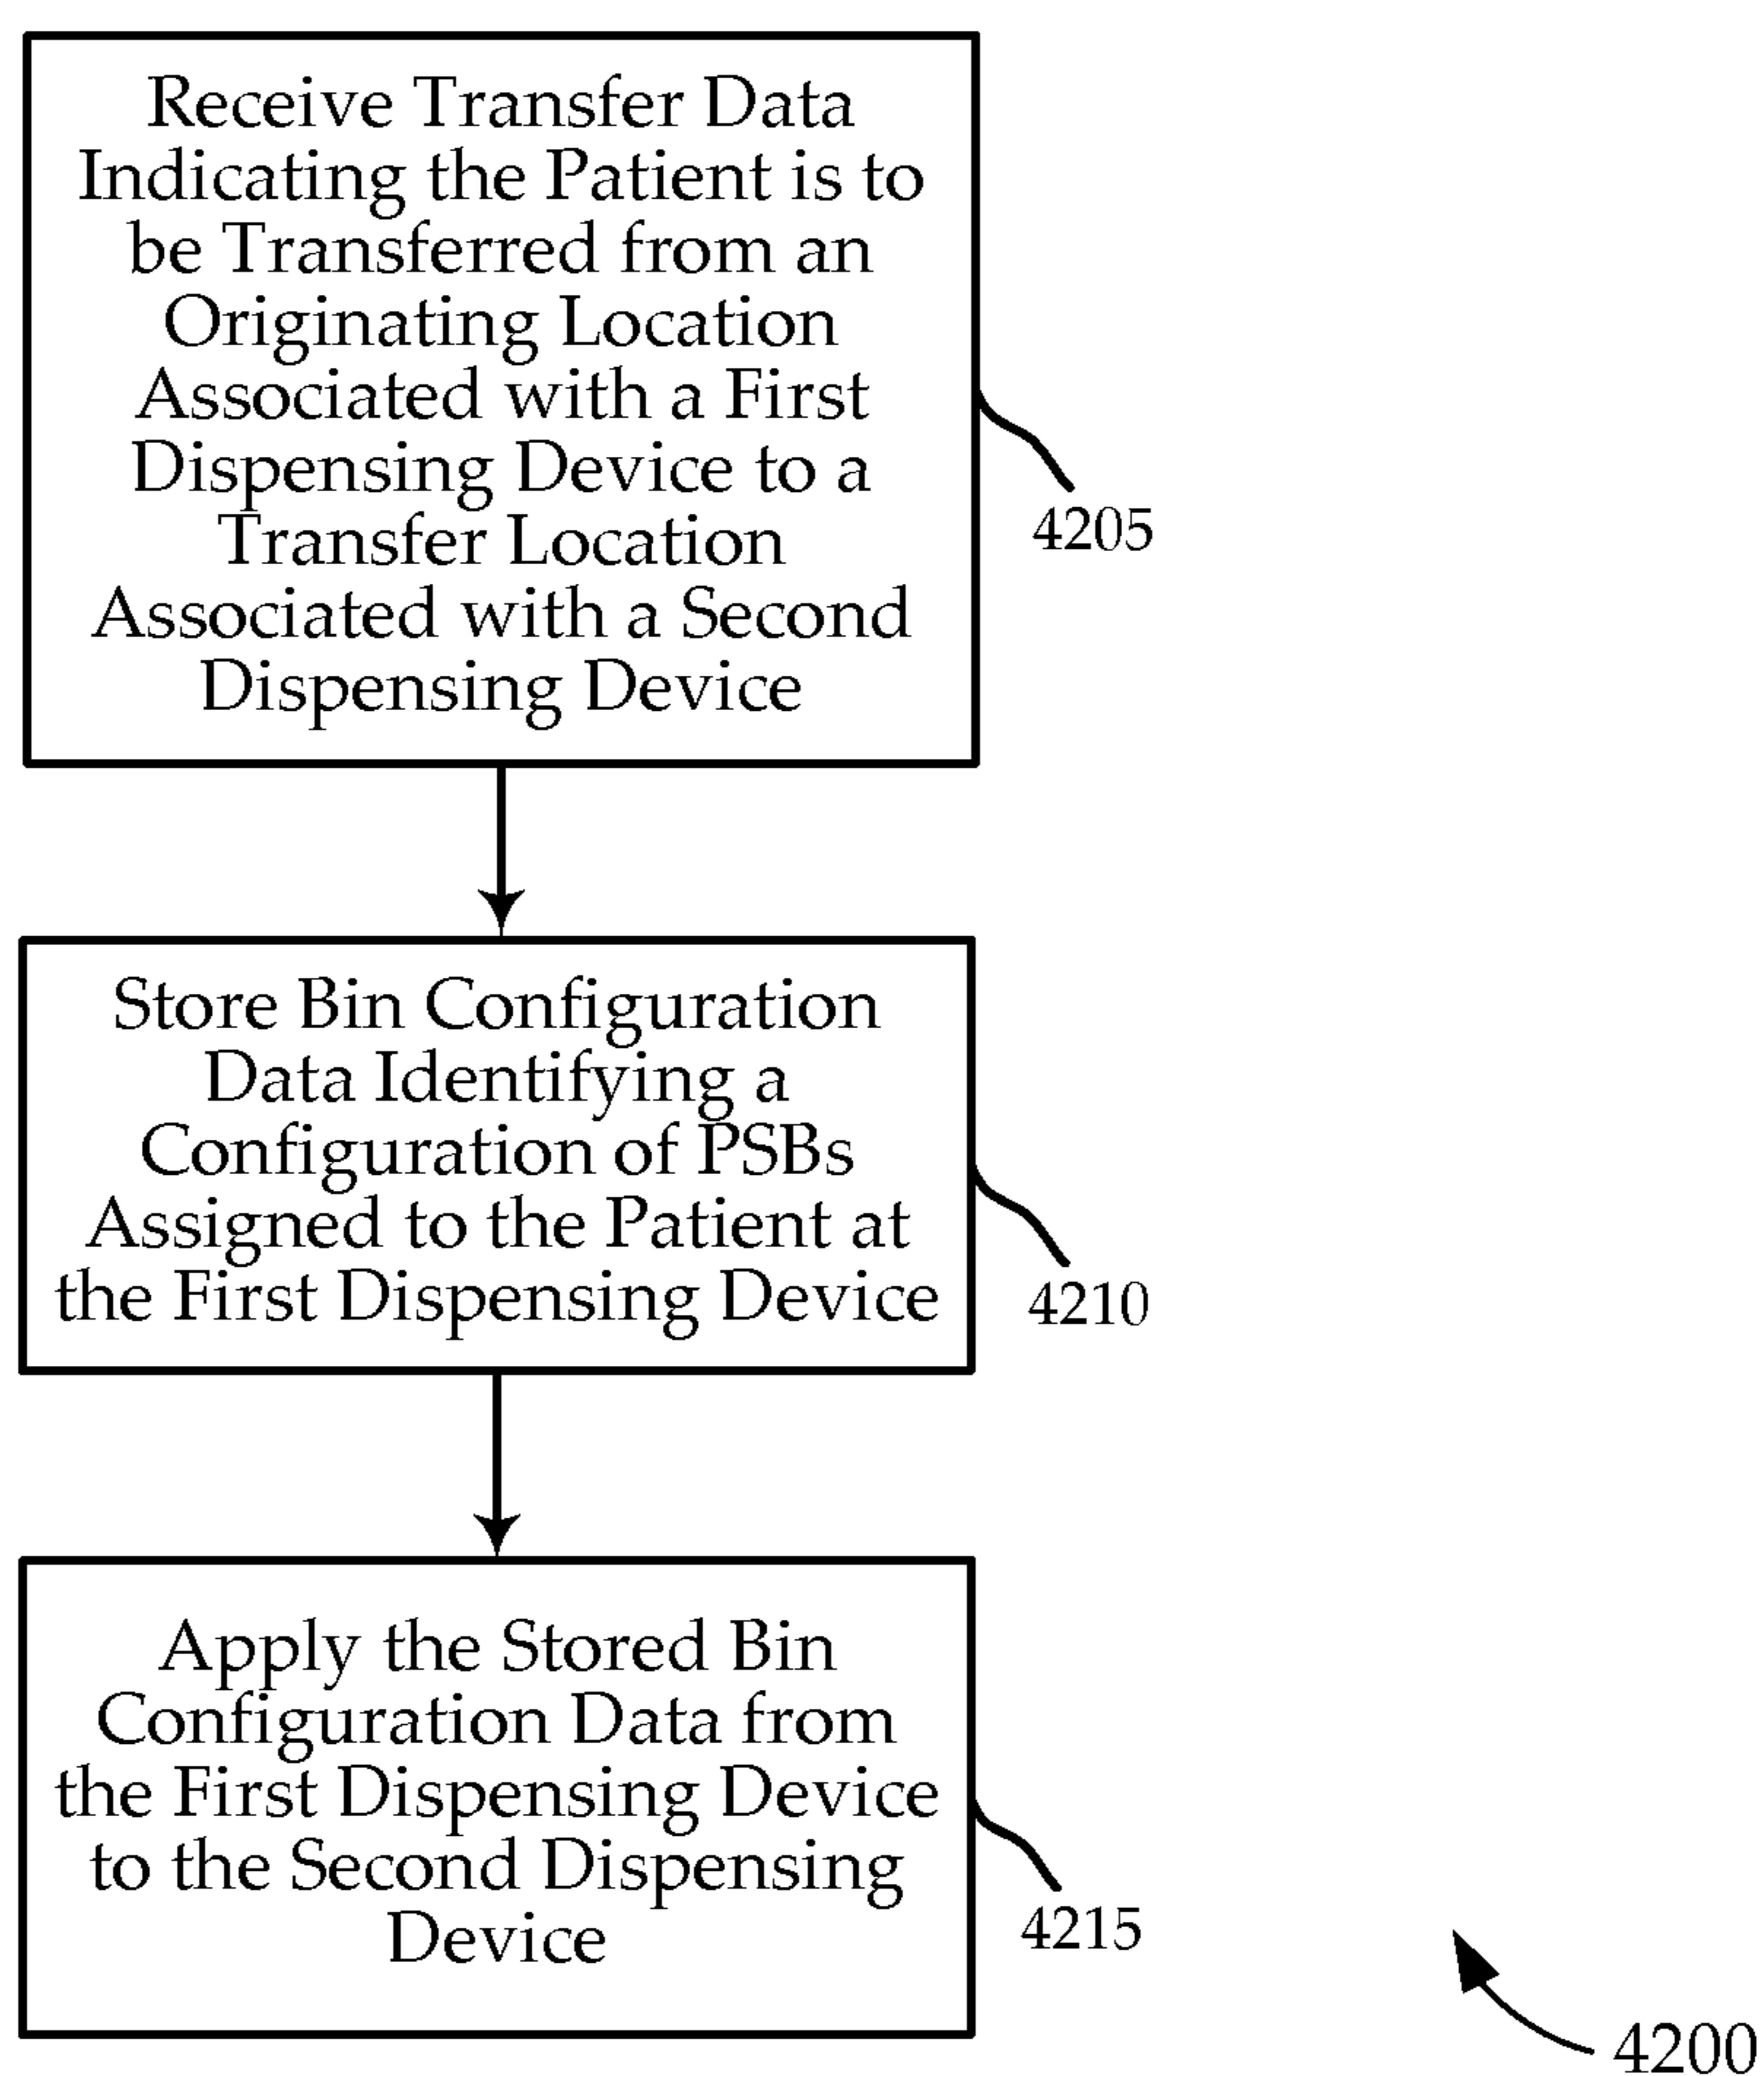 Receive Transfer Data
Indicating the Patient is to
be Transferred from an
Originating Location
Associated with a First
Dispensing Device to a
Transfer Location
Associated with a Second
Dispensing Device
4205
Store Bin Configuration
Data Identifying a
Configuration of PSBs
Assigned to the Patient at
the First Dispensing Device
4210
Apply the Stored Bin
Configuration Data from
the First Dispensing Device
to the Second Dispensing
Device
4215
4200